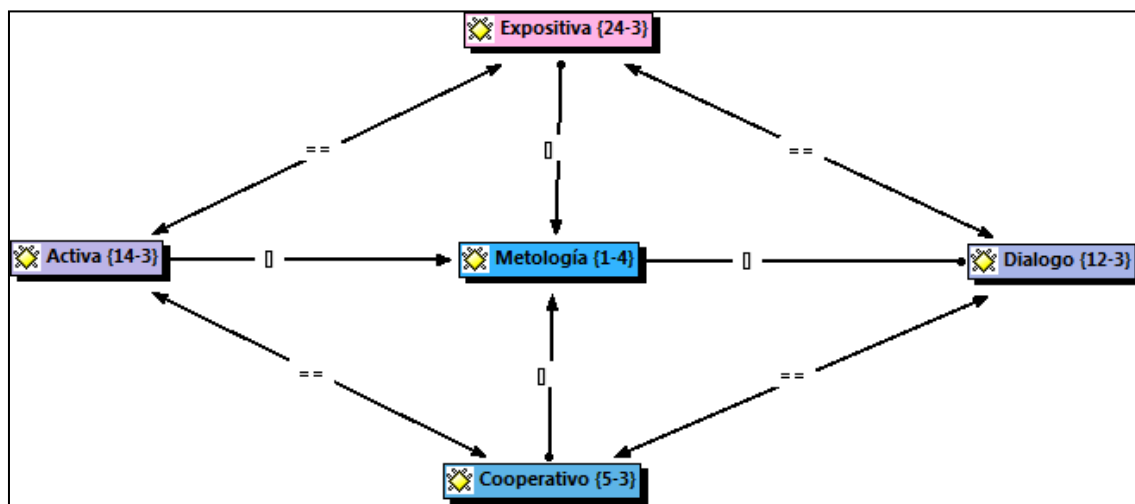 Expositiva {24-3}
[]
==
==
Activa {14-3}
[]
Metología {1-4}
[]
Dialogo {12-3}
==
[]
==
Cooperativo {5-3}